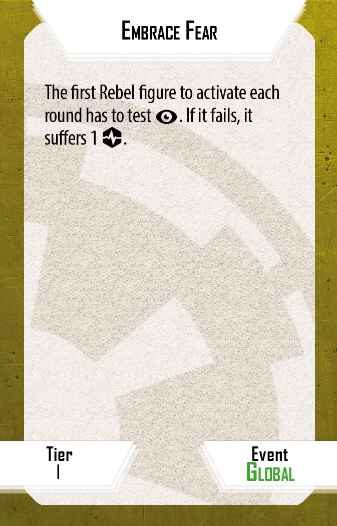 EMBRACE FEAR
The first Rebel figure to activate each
round has to test . If it fails, it
suffers 1 .
Tier
I
Event
GLOBAL